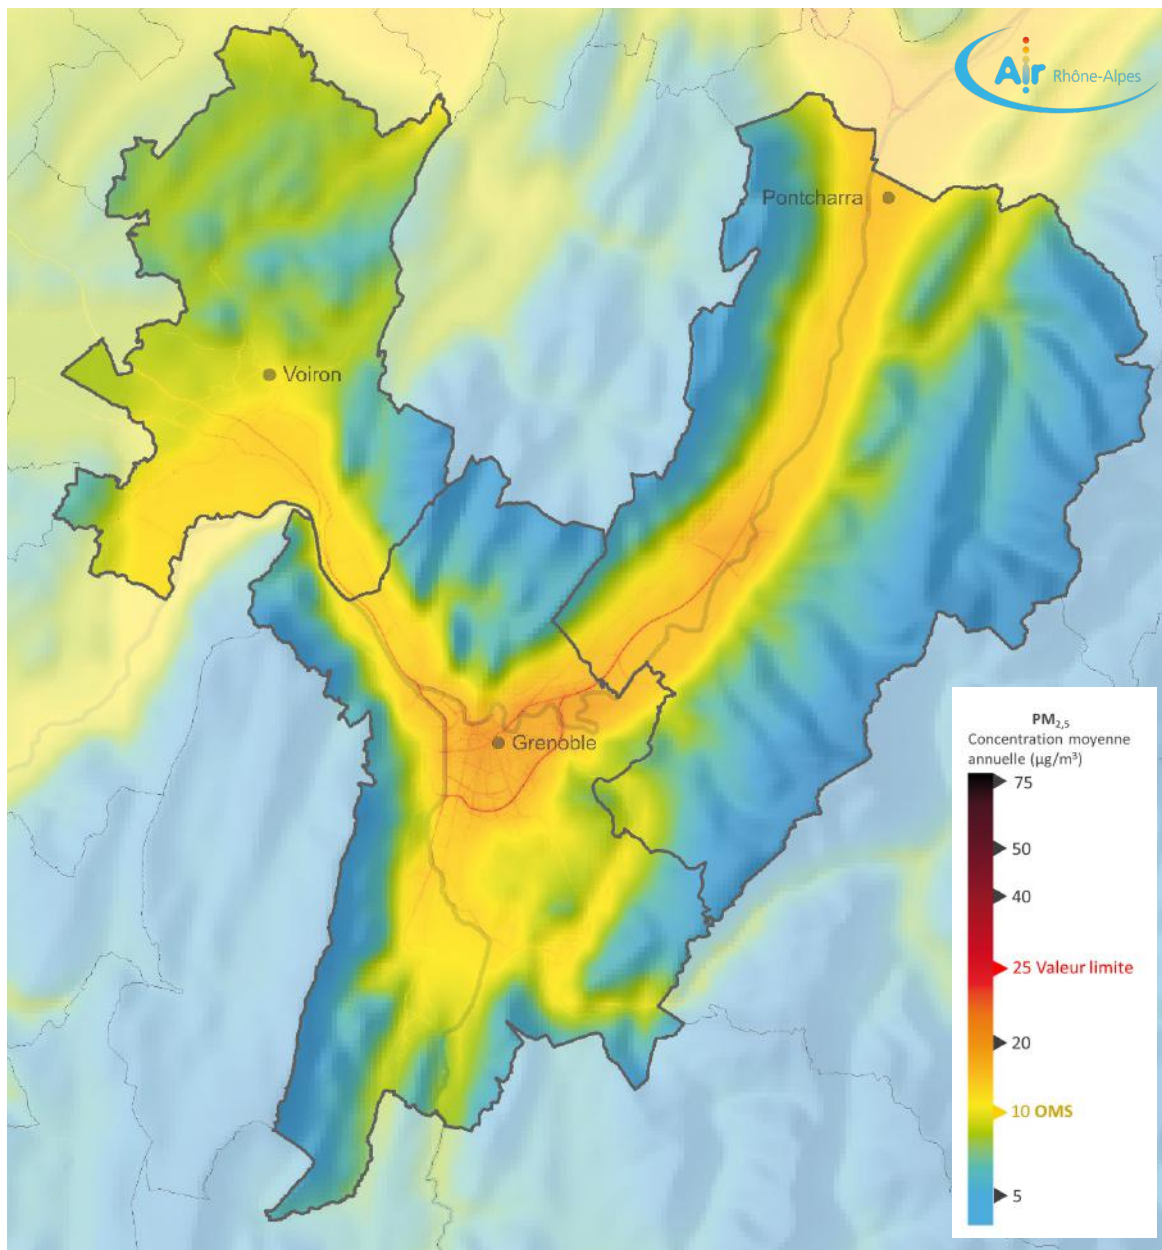 Air Rhône-Alpes
Pontcharra
Voiron
Grenoble
PM2,5
Concentration moyenne
annuelle (µg/m³)
75
50
40
25 Valeur limite
20
10 OMS
5